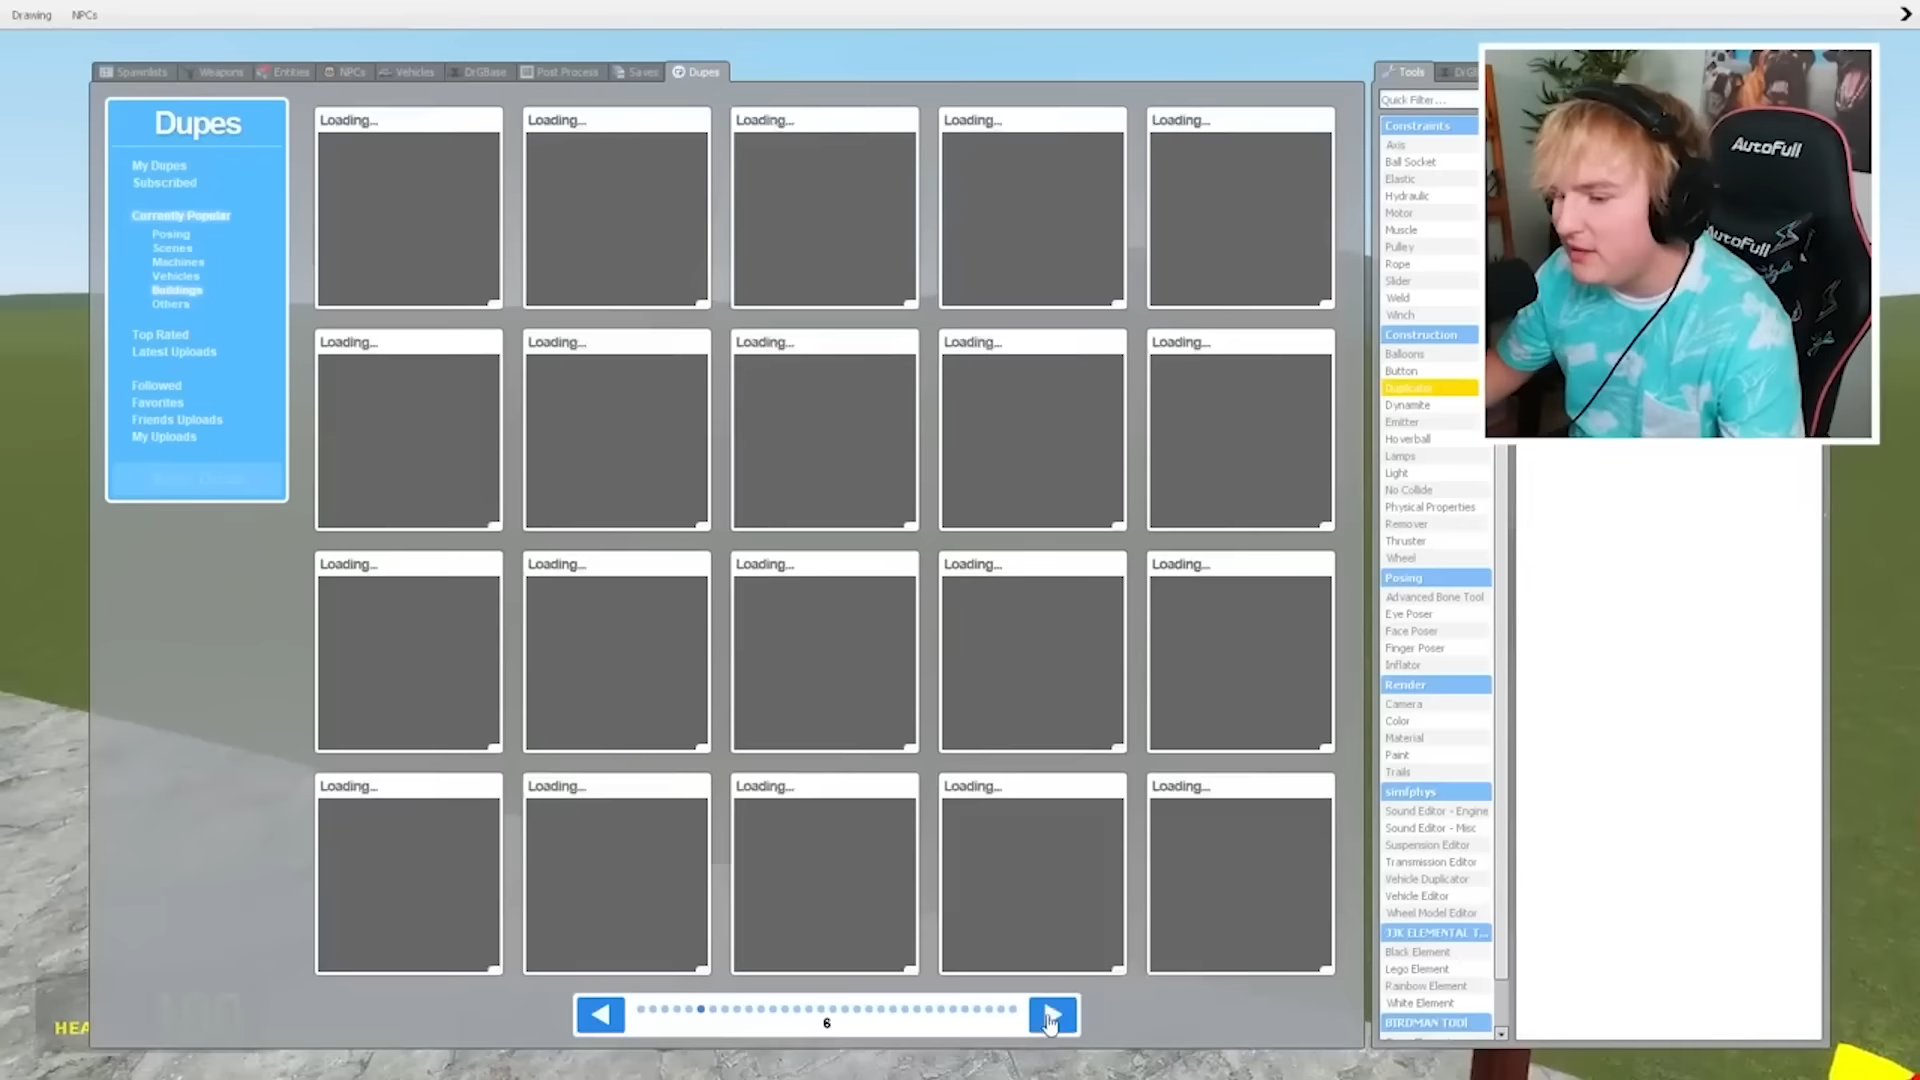 Drawing NPCs
Spawnlists Weapons Entities NPCs Vehicles DrGBase Post Process Saves Dupes
Dupes
My Dupes
Subscribed
Currently Popular
Posing
Scenes
Machines
Vehicles
Buildings
Others
Top Rated
Latest Uploads
Followed
Favorites
Friends Uploads
My Uploads
Loading... Loading... Loading... Loading... Loading...
Loading... Loading... Loading... Loading... Loading...
Loading... Loading... Loading... Loading... Loading...
Loading... Loading... Loading... Loading... Loading...
6
HEA
100
Tools
Quick Filter...
Constraints
Axis
Ball Socket
Elastic
Hydraulic
Motor
Muscle
Pulley
Rope
Slider
Weld
Winch
Construction
Balloons
Button
Duplicator
Dynamite
Emitter
Hoverball
Lamps
Light
No Collide
Physical Properties
Remover
Thruster
Wheel
Posing
Advanced Bone Tool
Eye Poser
Face Poser
Finger Poser
Inflator
Render
Camera
Color
Material
Paint
Trails
simfphys
Sound Editor - Engine
Sound Editor - Misc
Suspension Editor
Transmission Editor
Vehicle Duplicator
Vehicle Editor
Wheel Model Editor
TJK ELEMENTAL T...
Black Element
Lego Element
Rainbow Element
White Element
BIRDMAN TOOl
AutoFull
AutoFull